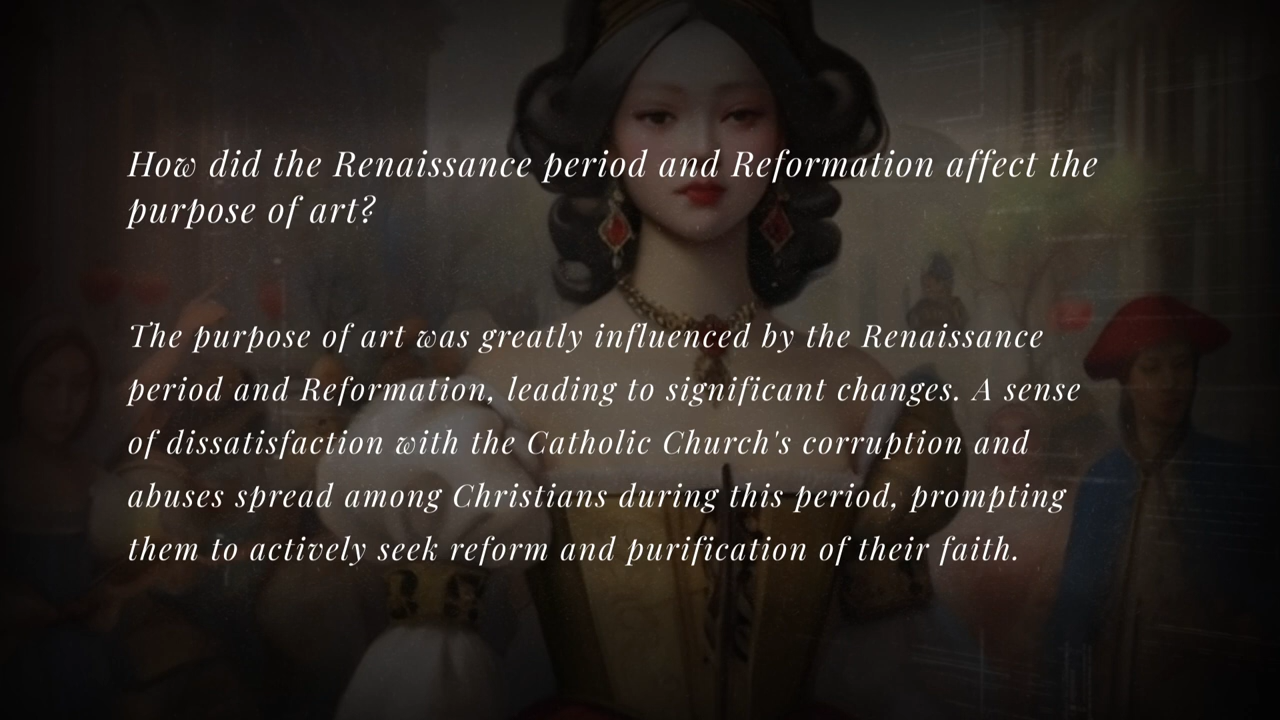 How did the Renaissance period and Reformation affect the
purpose of art?
The purpose of art was greatly influenced by the Renaissance
period and Reformation, leading to significant changes. A sense
of dissatisfaction with the Catholic Church's corruption and
abuses spread among Christians during this period, prompting
them to actively seek reform and purification of their faith.